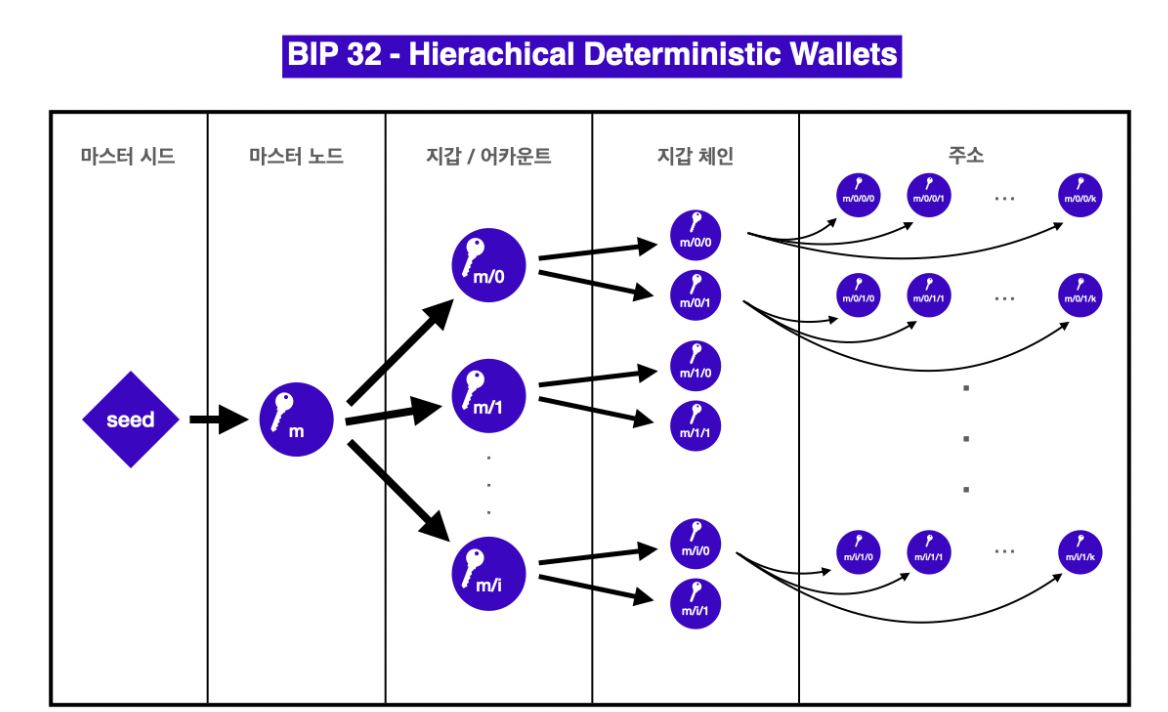 BIP 32 - Hierachical Deterministic Wallets
마스터 시드
마스터 노드
지갑 / 어카운트
지갑 체인
주소
seed
m
m/0
m/1
m/i
m/0/0
m/0/1
m/1/0
m/1/1
m/i/0
m/i/1
m/0/0/0
m/0/0/1
...
m/0/0/k
m/0/1/0
m/0/1/1
...
m/0/1/k
m/i/1/0
m/i/1/1
...
m/i/1/k